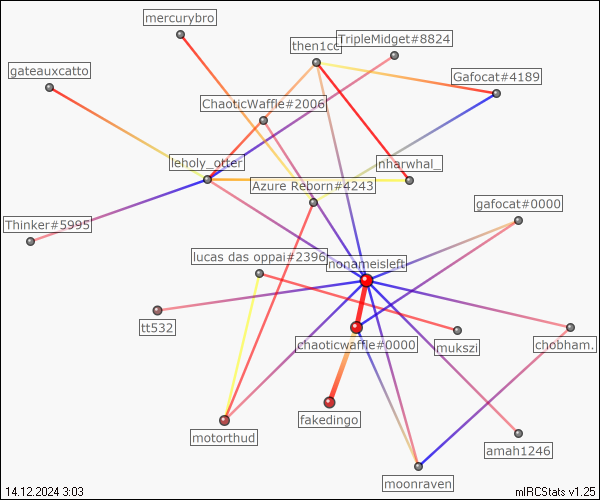 mercurybro
TripleMidget#8824
then1cc
gateauxcatto
Gafocat#4189
ChaoticWaffle#2006
leholy_otter
nharwhal_
Azure Reborn#4243
gafocat#0000
Thinker#5995
lucas das oppai#2396
nonameisleft
tt532
chaoticwaffle#0000
mukszi
chobham.
fakedingo
motorthud
amah1246
moonraven
14.12.2024 3:03
mIRCStats v1.25